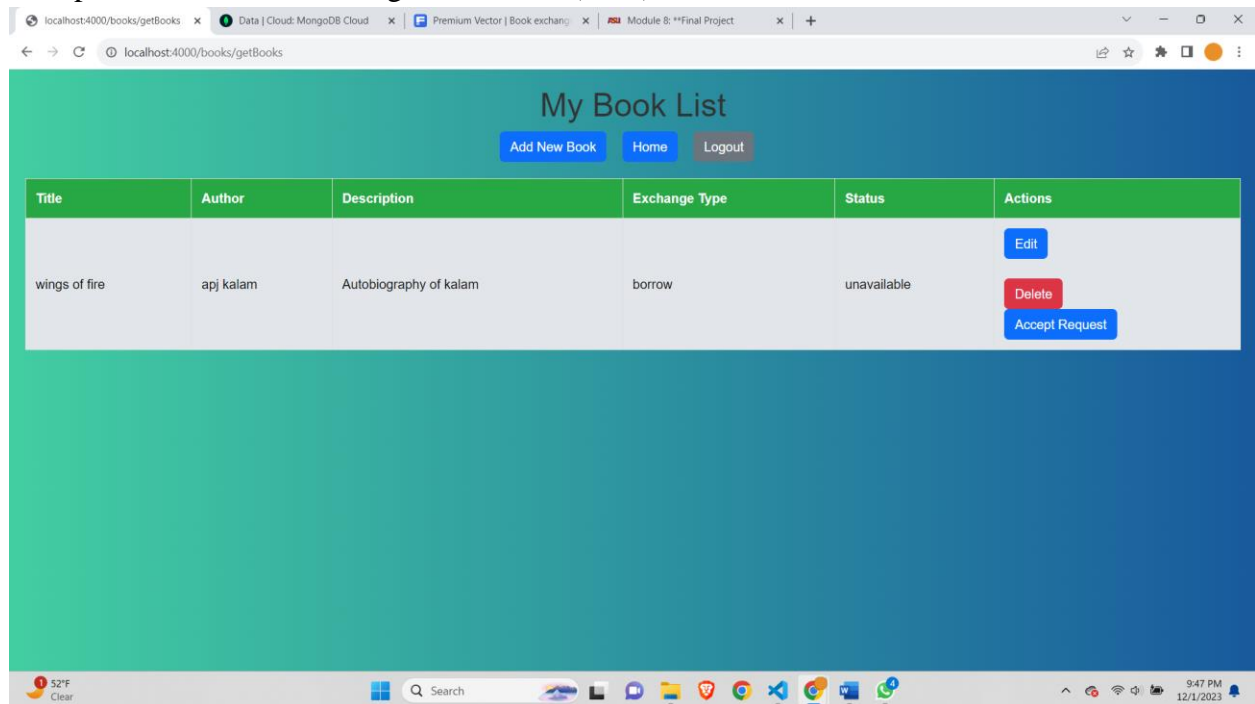 localhost:4000/books/getBooks
Data | Cloud: MongoDB Cloud
Premium Vector | Book exchang
ASU Module 8: **Final Project
localhost:4000/books/getBooks
My Book List
Add New Book Home Logout
Title Author Description Exchange Type Status Actions
Edit
wings of fire apj kalam Autobiography of kalam borrow unavailable
Delete
Accept Request
1 52°F
Clear
Search
4
9:47 PM
12/1/2023